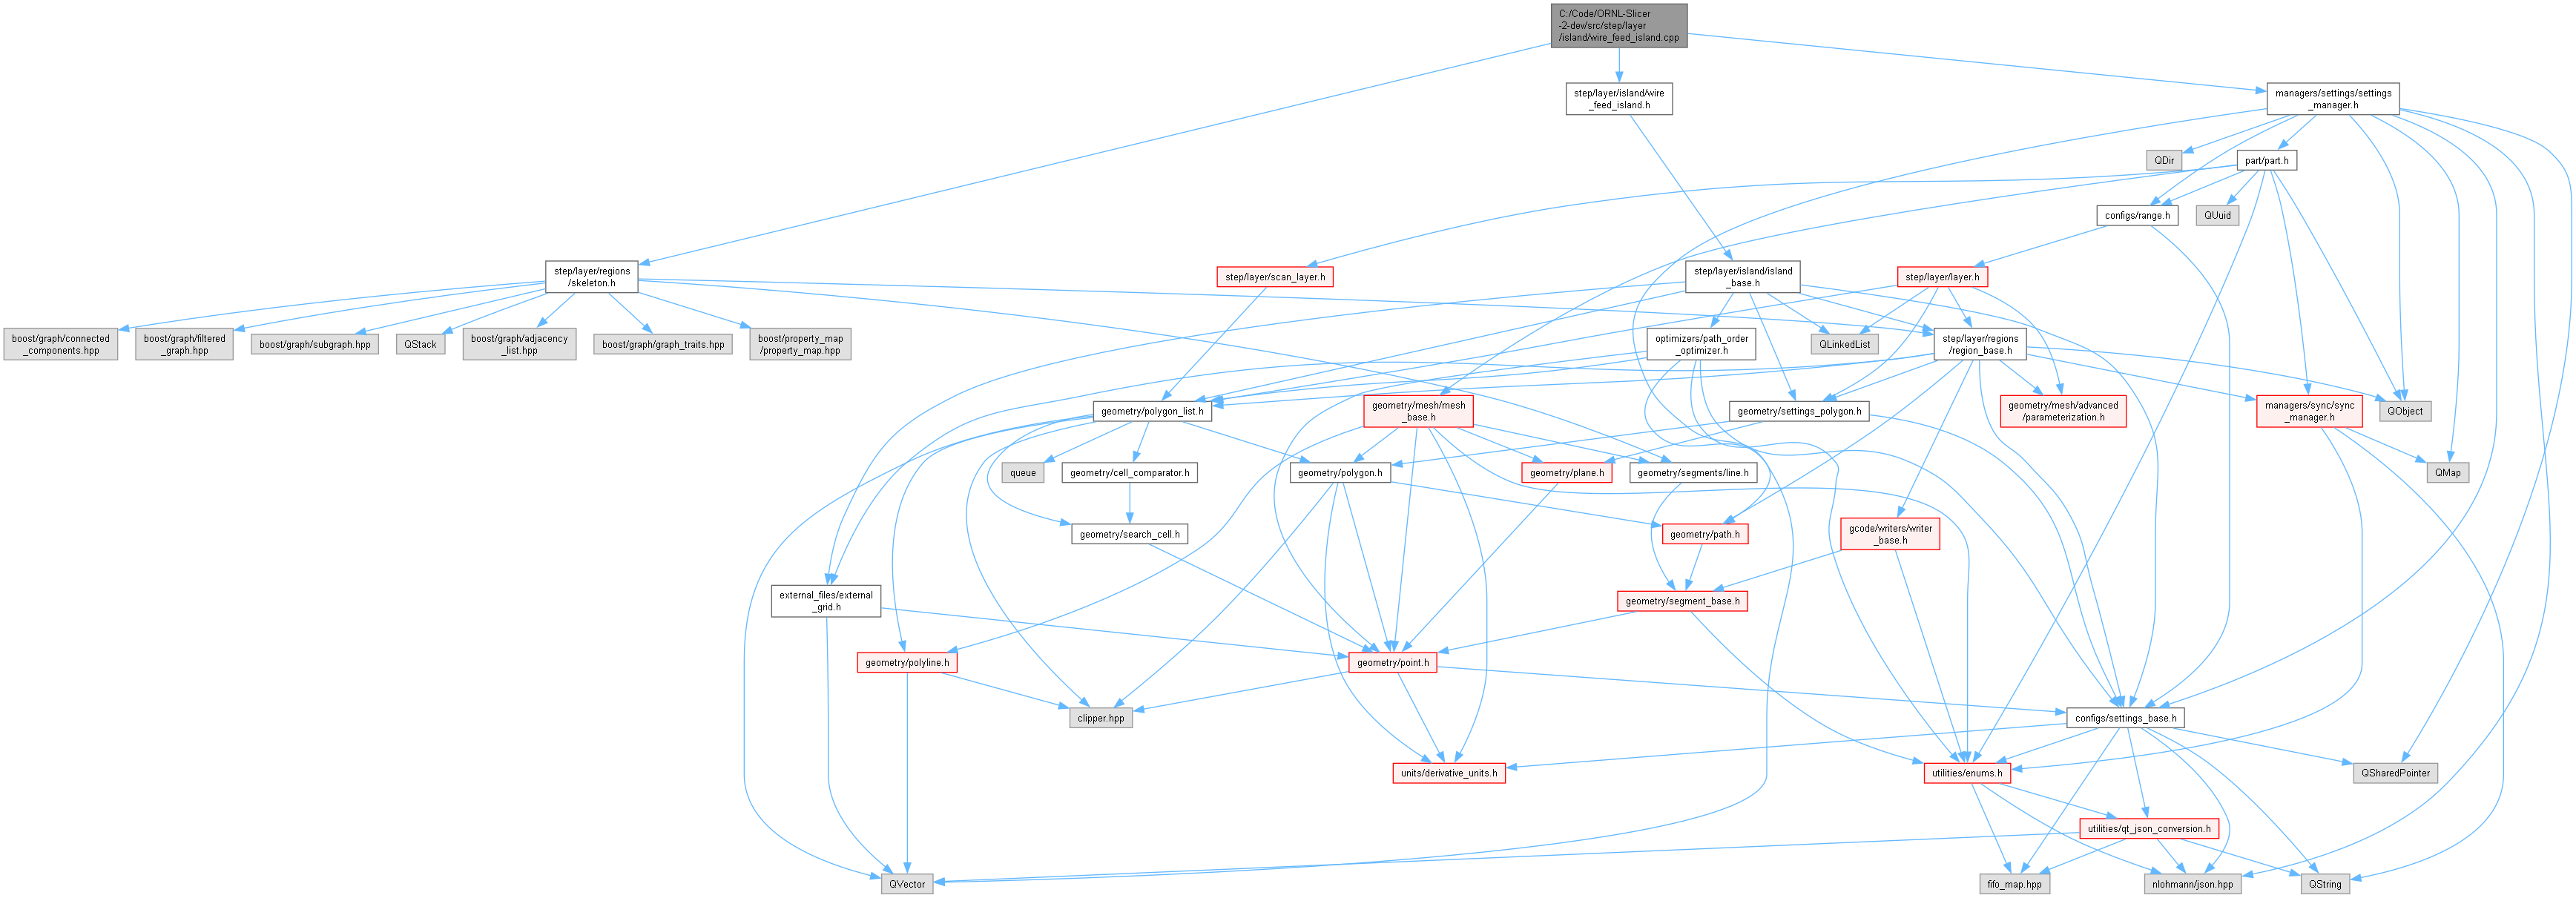 C:/Code/ORNL-Slicer
-2-dev/src/step/layer
/island/wire_feed_island.cpp
step/layer/island/wire
_feed_island.h
managers/settings/settings
_manager.h
QDir
part/part.h
configs/range.h
QUuid
step/layer/regions
/skeleton.h
step/layer/scan_layer.h
step/layer/island/island
_base.h
step/layer/layer.h
boost/graph/connected
_components.hpp
boost/graph/filtered
_graph.hpp
boost/graph/subgraph.hpp
QStack
boost/graph/adjacency
_list.hpp
boost/graph/graph_traits.hpp
boost/property_map
/property_map.hpp
optimizers/path_order
_optimizer.h
QLinkedList
step/layer/regions
/region_base.h
geometry/polygon_list.h
geometry/mesh/mesh
_base.h
geometry/settings_polygon.h
geometry/mesh/advanced
/parameterization.h
managers/sync/sync
_manager.h
QObject
queue
geometry/cell_comparator.h
geometry/polygon.h
geometry/plane.h
geometry/segments/line.h
QMap
geometry/search_cell.h
geometry/path.h
gcode/writers/writer
_base.h
external_files/external
_grid.h
geometry/segment_base.h
geometry/polyline.h
geometry/point.h
clipper.hpp
configs/settings_base.h
units/derivative_units.h
utilities/enums.h
QSharedPointer
utilities/qt_json_conversion.h
QVector
fifo_map.hpp
nlohmann/json.hpp
QString